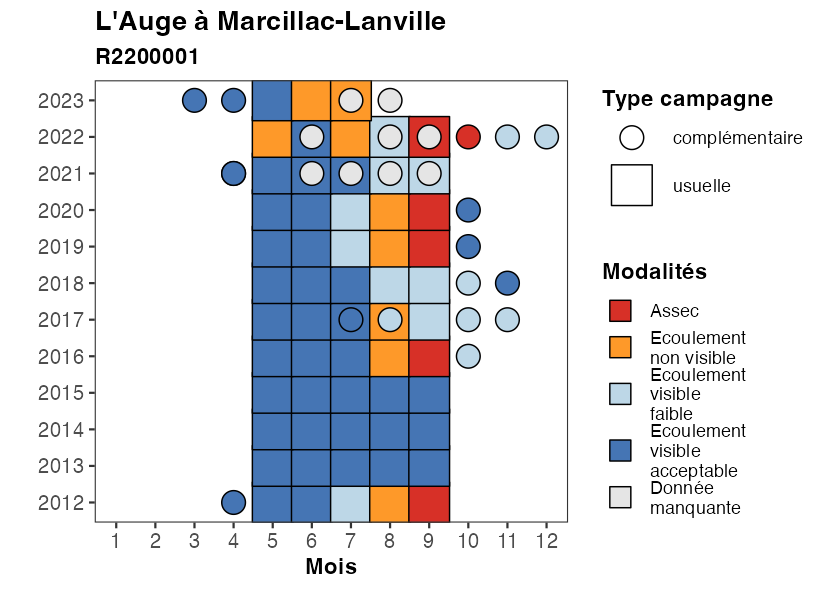 L'Auge à Marcillac-Lanville
R2200001
2023
2022
2021
2020
2019
2018
2017
2016
2015
2014
2013
2012
1 2 3 4 5 6 7 8 9 10 11 12
Mois
Type campagne
complémentaire
usuelle
Modalités
Assec
Ecoulement
non visible
Ecoulement
visible
faible
Ecoulement
visible
acceptable
Donnée
manquante